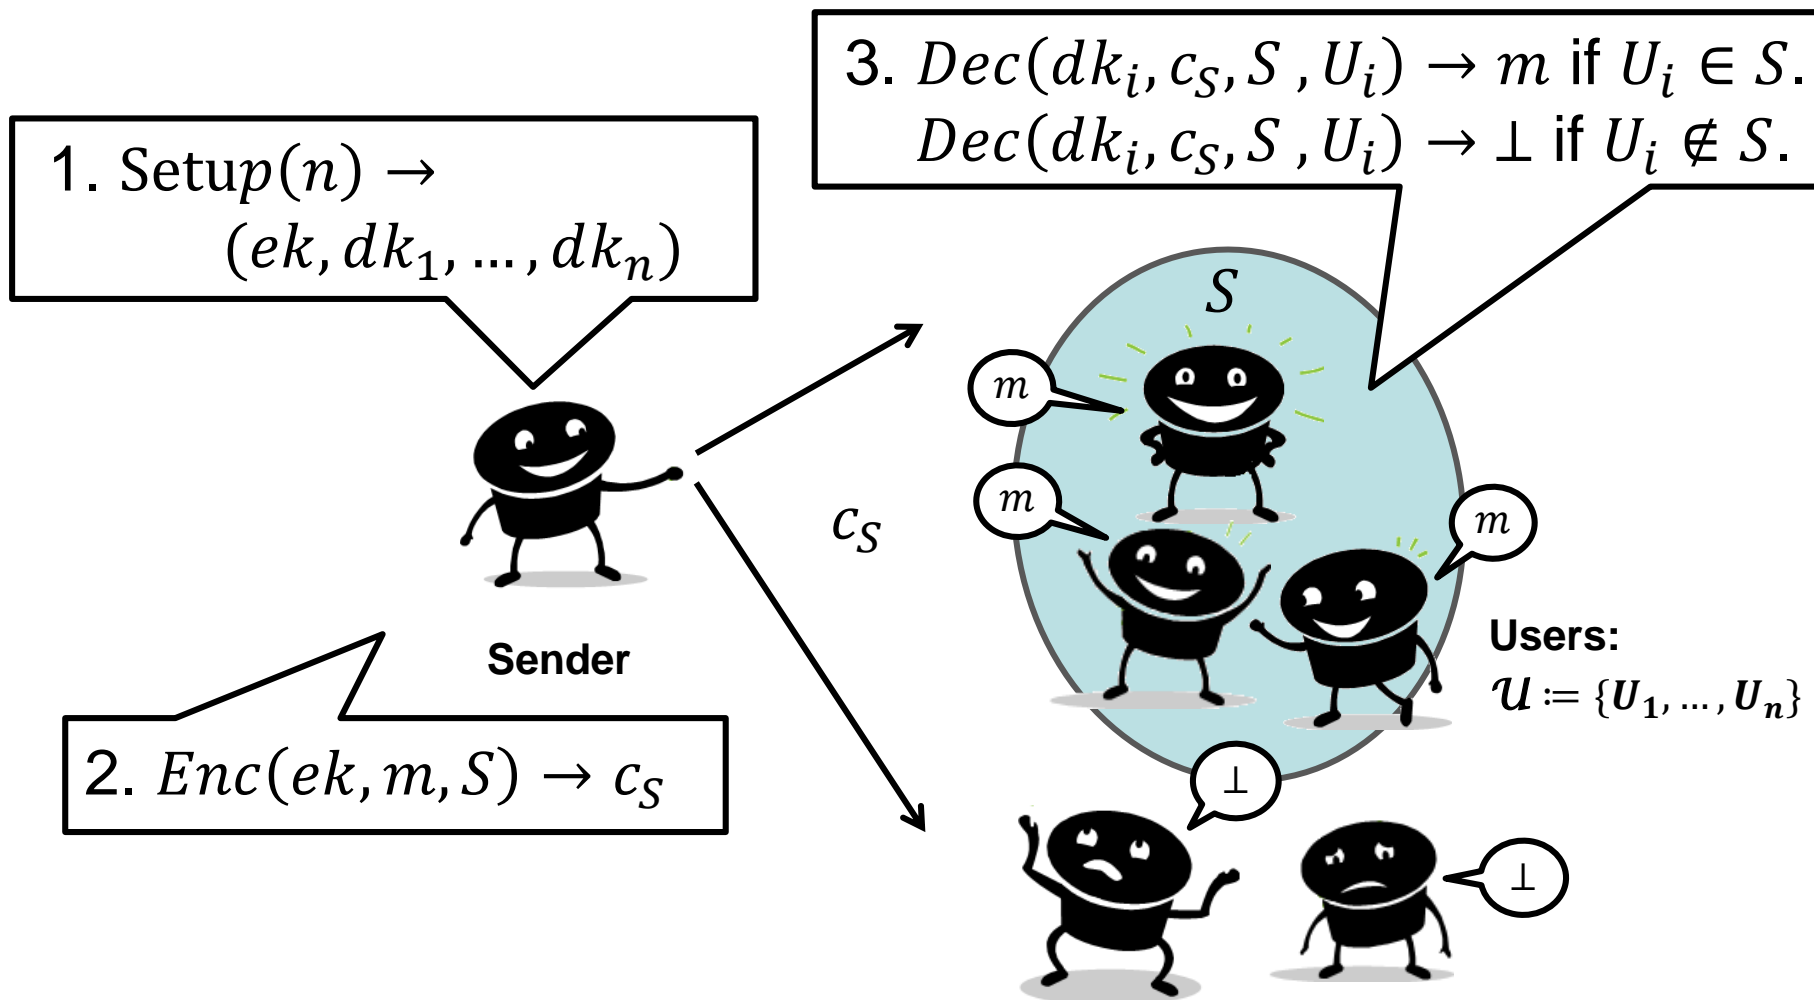 1. Setup(n) →
(ek, dk₁, … , dkₙ)
3. Dec(dkᵢ, c_S, S , Uᵢ) → m if Uᵢ ∈ S.
Dec(dkᵢ, c_S, S , Uᵢ) → ⊥ if Uᵢ ∉ S.
S
m
m
m
c_S
Sender
Users:
𝒰 ≔ {U₁, … , Uₙ}
2. Enc(ek, m, S) → c_S
⊥
⊥